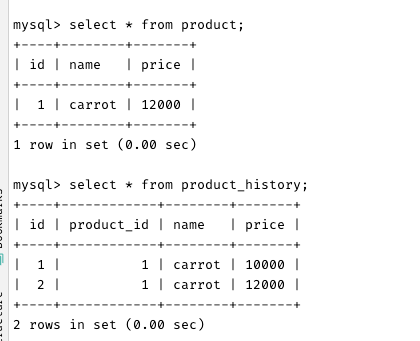 mysql> select * from product;
+----+--------+-------+
| id | name   | price |
+----+--------+-------+
|  1 | carrot | 12000 |
+----+--------+-------+
1 row in set (0.00 sec)
mysql> select * from product_history;
+----+------------+--------+-------+
| id | product_id | name   | price |
+----+------------+--------+-------+
|  1 |          1 | carrot | 10000 |
|  2 |          1 | carrot | 12000 |
+----+------------+--------+-------+
2 rows in set (0.00 sec)